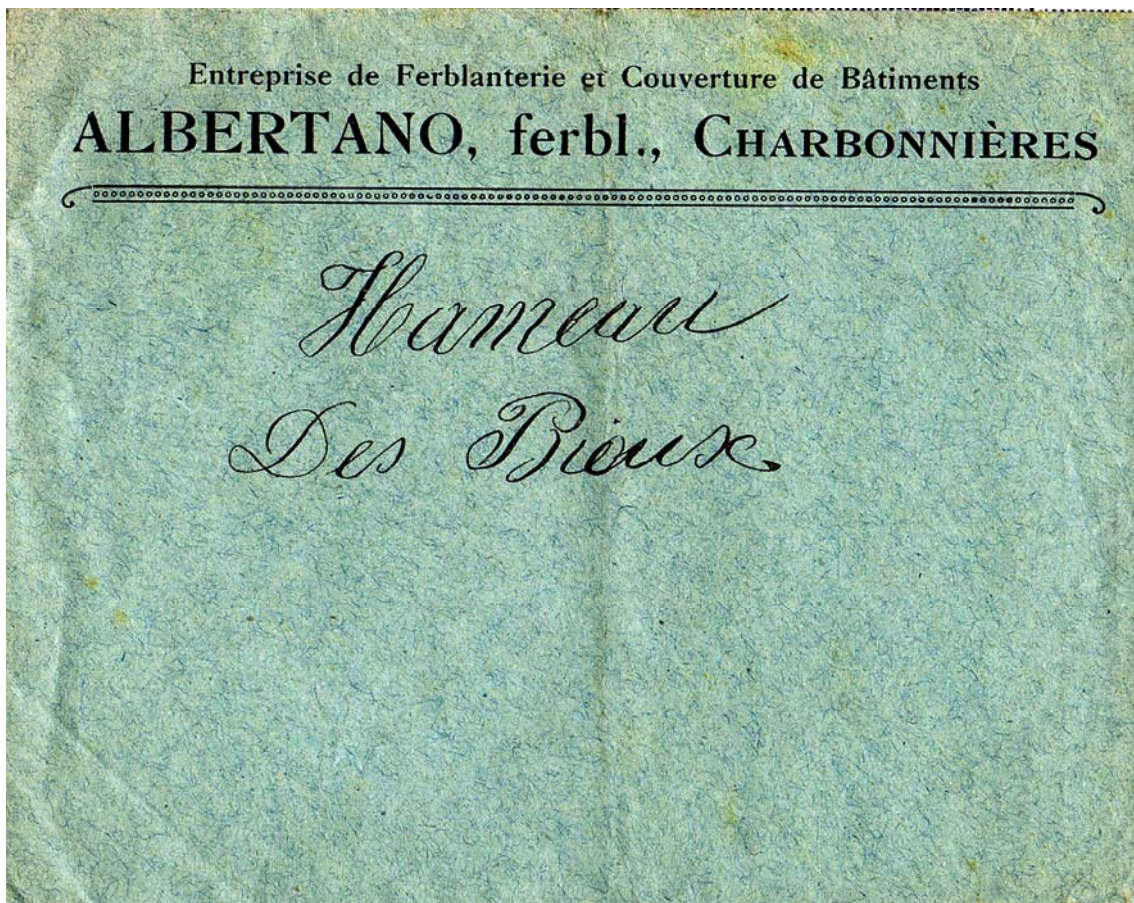 Entreprise de Ferblanterie et Couverture de Bâtiments
ALBERTANO, ferbl., CHARBONNIÈRES
Hameau
Des Bioux